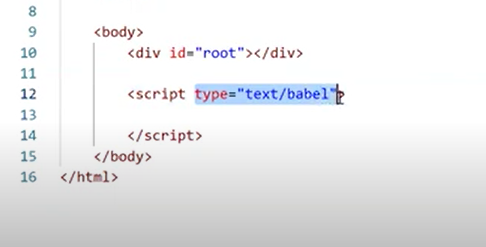 8
9 <body>
10 <div id="root"></div>
11
12 <script type="text/babel">
13
14 </script>
15 </body>
16 </html>